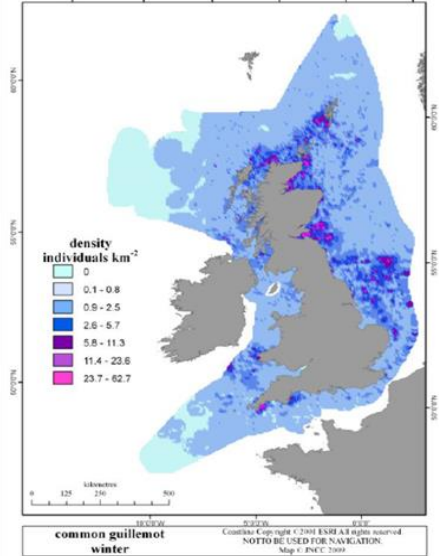 density
individuals km⁻²
0
0.1 - 0.8
0.9 - 2.5
2.6 - 5.7
5.8 - 11.3
11.4 - 23.6
23.7 - 62.7
kilometres
0 125 250 500
common guillemot
winter
Coastline Copyright ©2001 ESRI All rights reserved
NOT TO BE USED FOR NAVIGATION.
Map © JNCC 2009